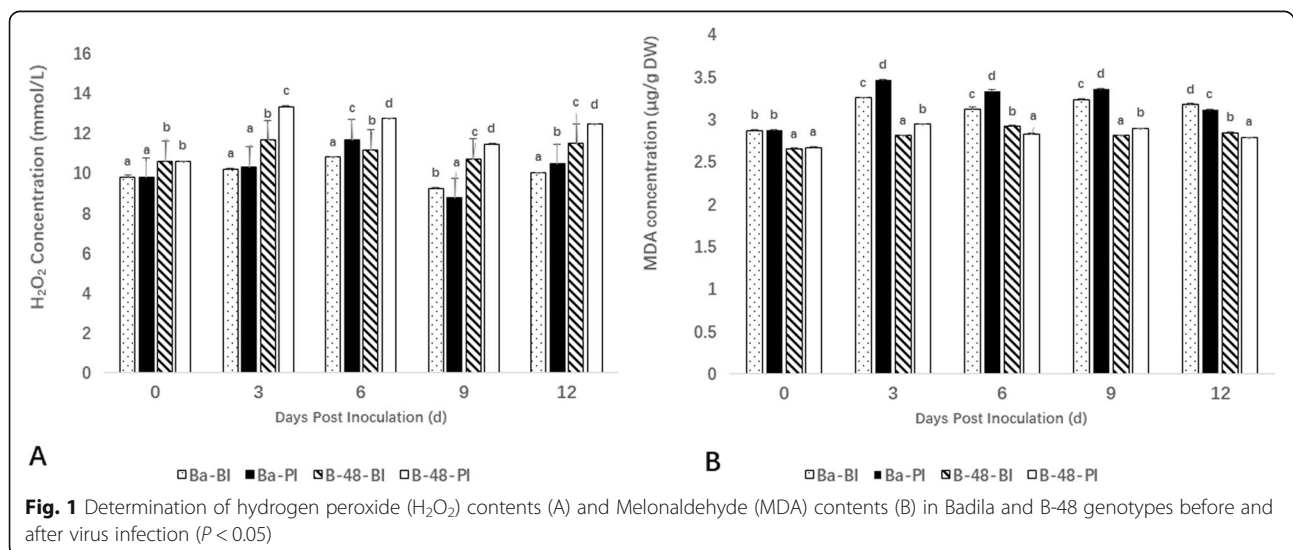 16
14
12
10
8
6
4
2
0
H₂O₂ Concentration (mmol/L)
a a b b
a a b c
a c b d
b a c d
a b c d
0 3 6 9 12
Days Post Inoculation (d)
A
Ba-BI Ba-PI B-48-BI B-48-PI
4
3.5
3
2.5
2
1.5
1
0.5
0
MDA concentration (µg/g DW)
b b a a
c d a b
c d b a
c d a a
d c b a
0 3 6 9 12
Days Post Inoculation (d)
B
Ba-BI Ba-PI B-48-BI B-48-PI
Fig. 1 Determination of hydrogen peroxide (H₂O₂) contents (A) and Melonaldehyde (MDA) contents (B) in Badila and B-48 genotypes before and
after virus infection (P < 0.05)